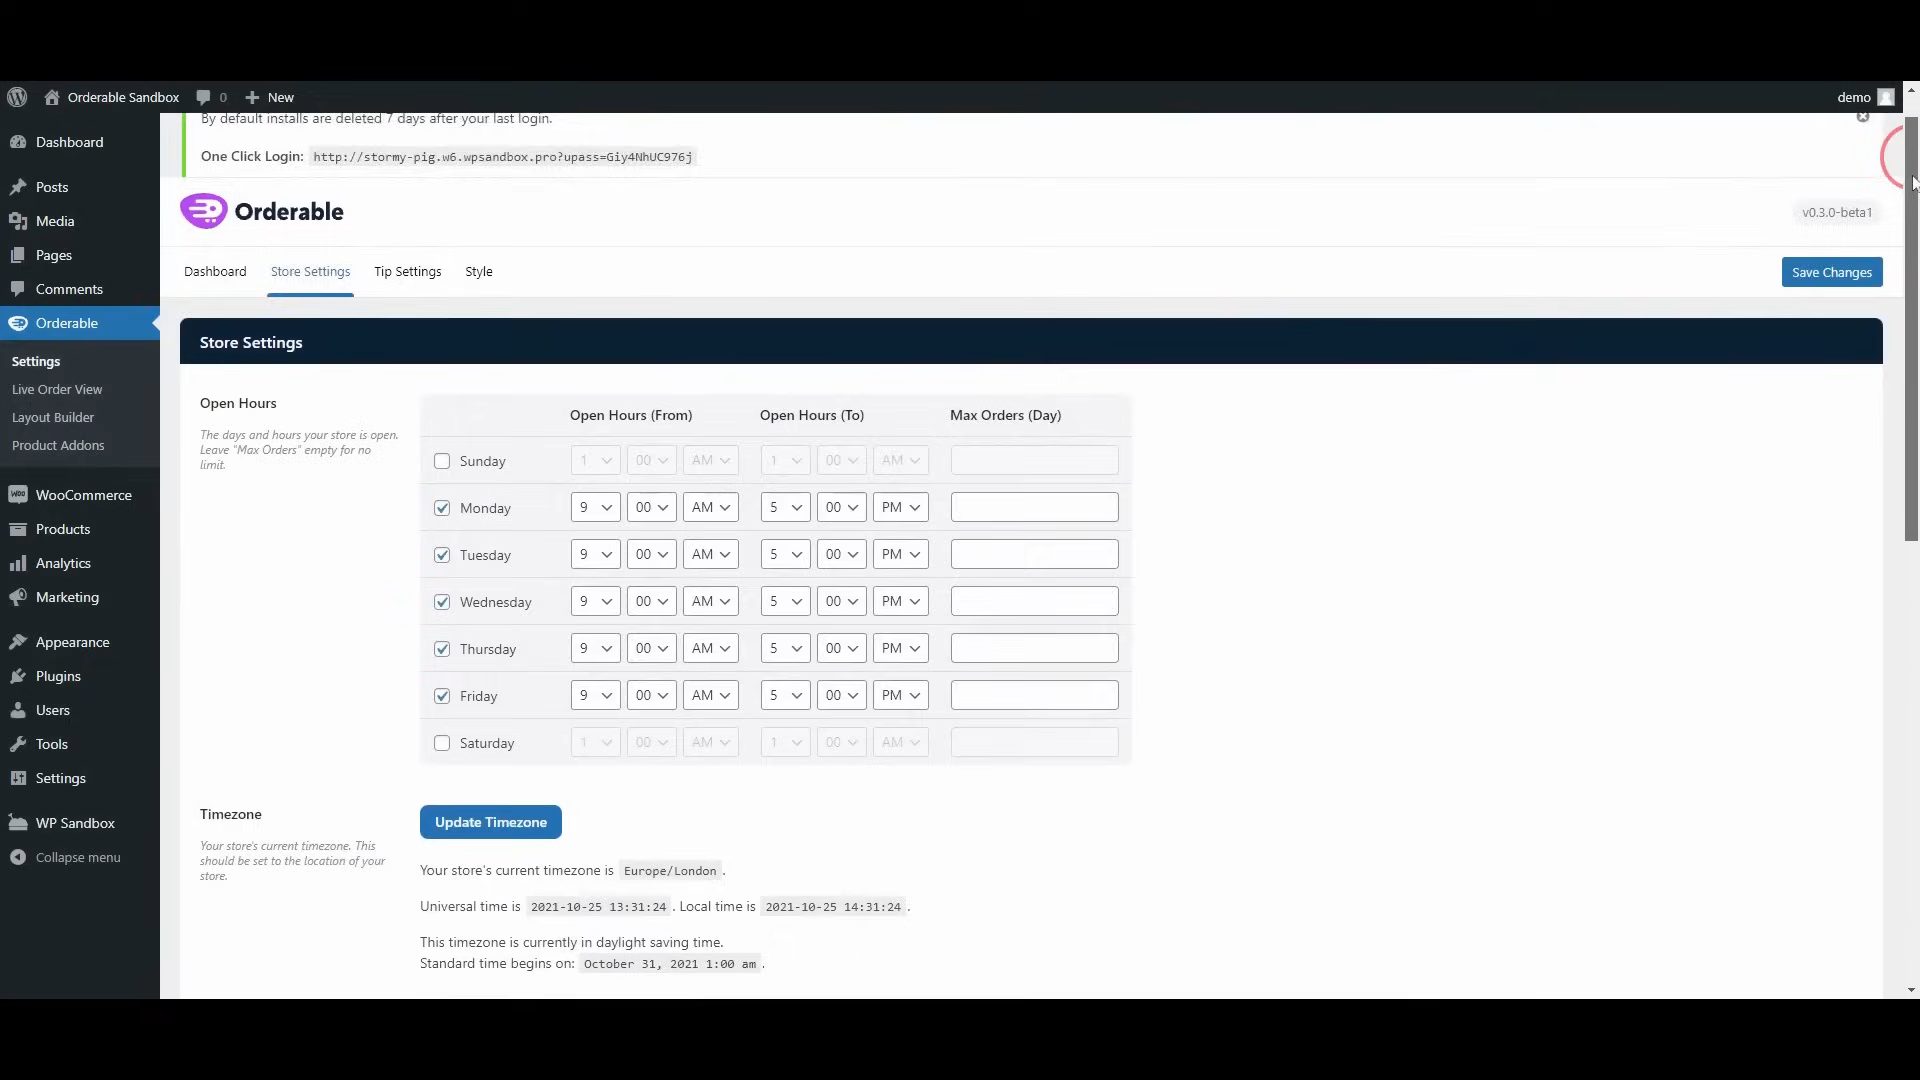 Orderable Sandbox 0 New demo
By default installs are deleted 7 days after your last login.
One Click Login: http://stormy-pig.w6.wpsandbox.pro?upass=Giy4NhUC976j
Dashboard
Posts
Media
Pages
Comments
Orderable
Settings
Live Order View
Layout Builder
Product Addons
WooCommerce
Products
Analytics
Marketing
Appearance
Plugins
Users
Tools
Settings
WP Sandbox
Collapse menu
Orderable v0.3.0-beta1
Dashboard Store Settings Tip Settings Style Save Changes
Store Settings
Open Hours
The days and hours your store is open.
Leave "Max Orders" empty for no
limit.
Open Hours (From) Open Hours (To) Max Orders (Day)
Sunday 1 00 AM 1 00 AM
Monday 9 00 AM 5 00 PM
Tuesday 9 00 AM 5 00 PM
Wednesday 9 00 AM 5 00 PM
Thursday 9 00 AM 5 00 PM
Friday 9 00 AM 5 00 PM
Saturday 1 00 AM 1 00 AM
Timezone
Your store's current timezone. This
should be set to the location of your
store.
Update Timezone
Your store's current timezone is Europe/London .
Universal time is 2021-10-25 13:31:24 . Local time is 2021-10-25 14:31:24 .
This timezone is currently in daylight saving time.
Standard time begins on: October 31, 2021 1:00 am .